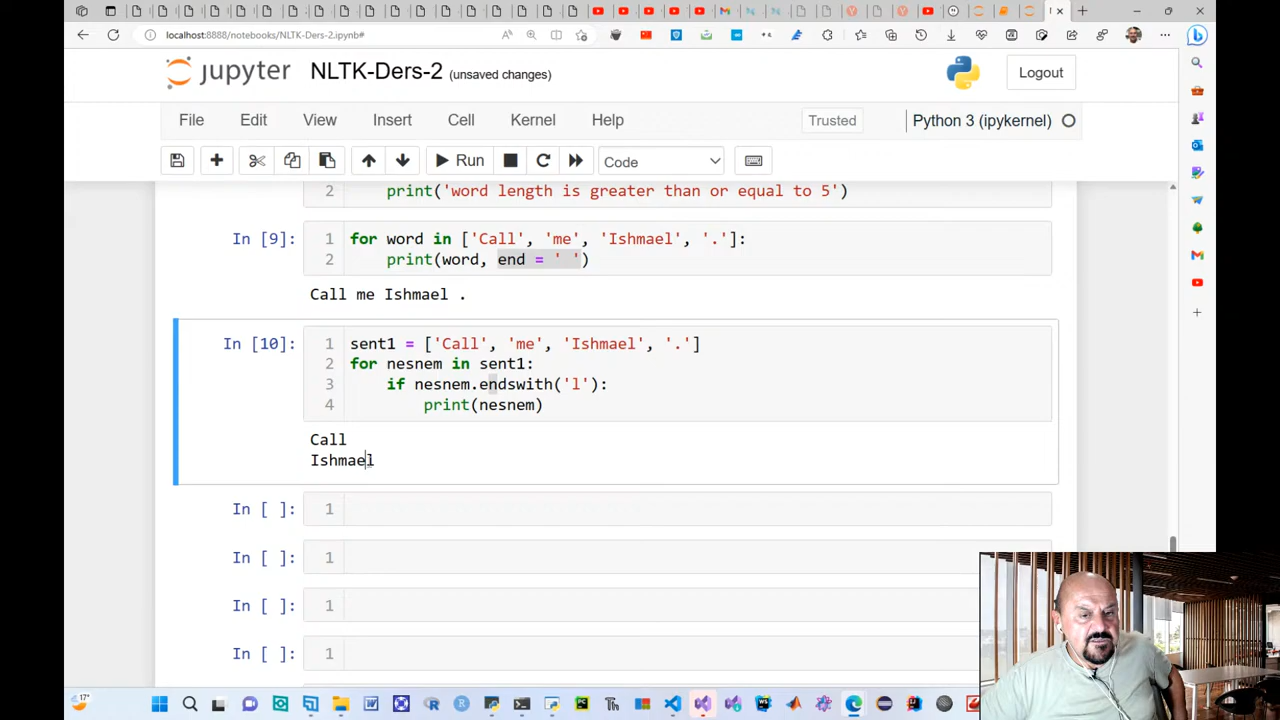 localhost:8888/notebooks/NLTK-Ders-2.ipynb#
jupyter NLTK-Ders-2 (unsaved changes)
Logout
File Edit View Insert Cell Kernel Help
Trusted
Python 3 (ipykernel)
Run
Code
2 print('word length is greater than or equal to 5')
In [9]:
1 for word in ['Call', 'me', 'Ishmael', '.']:
2 print(word, end = ' ')
Call me Ishmael .
In [10]:
1 sent1 = ['Call', 'me', 'Ishmael', '.']
2 for nesnem in sent1:
3 if nesnem.endswith('l'):
4 print(nesnem)
Call
Ishmael
In [ ]: 1
In [ ]: 1
In [ ]: 1
In [ ]: 1
17°